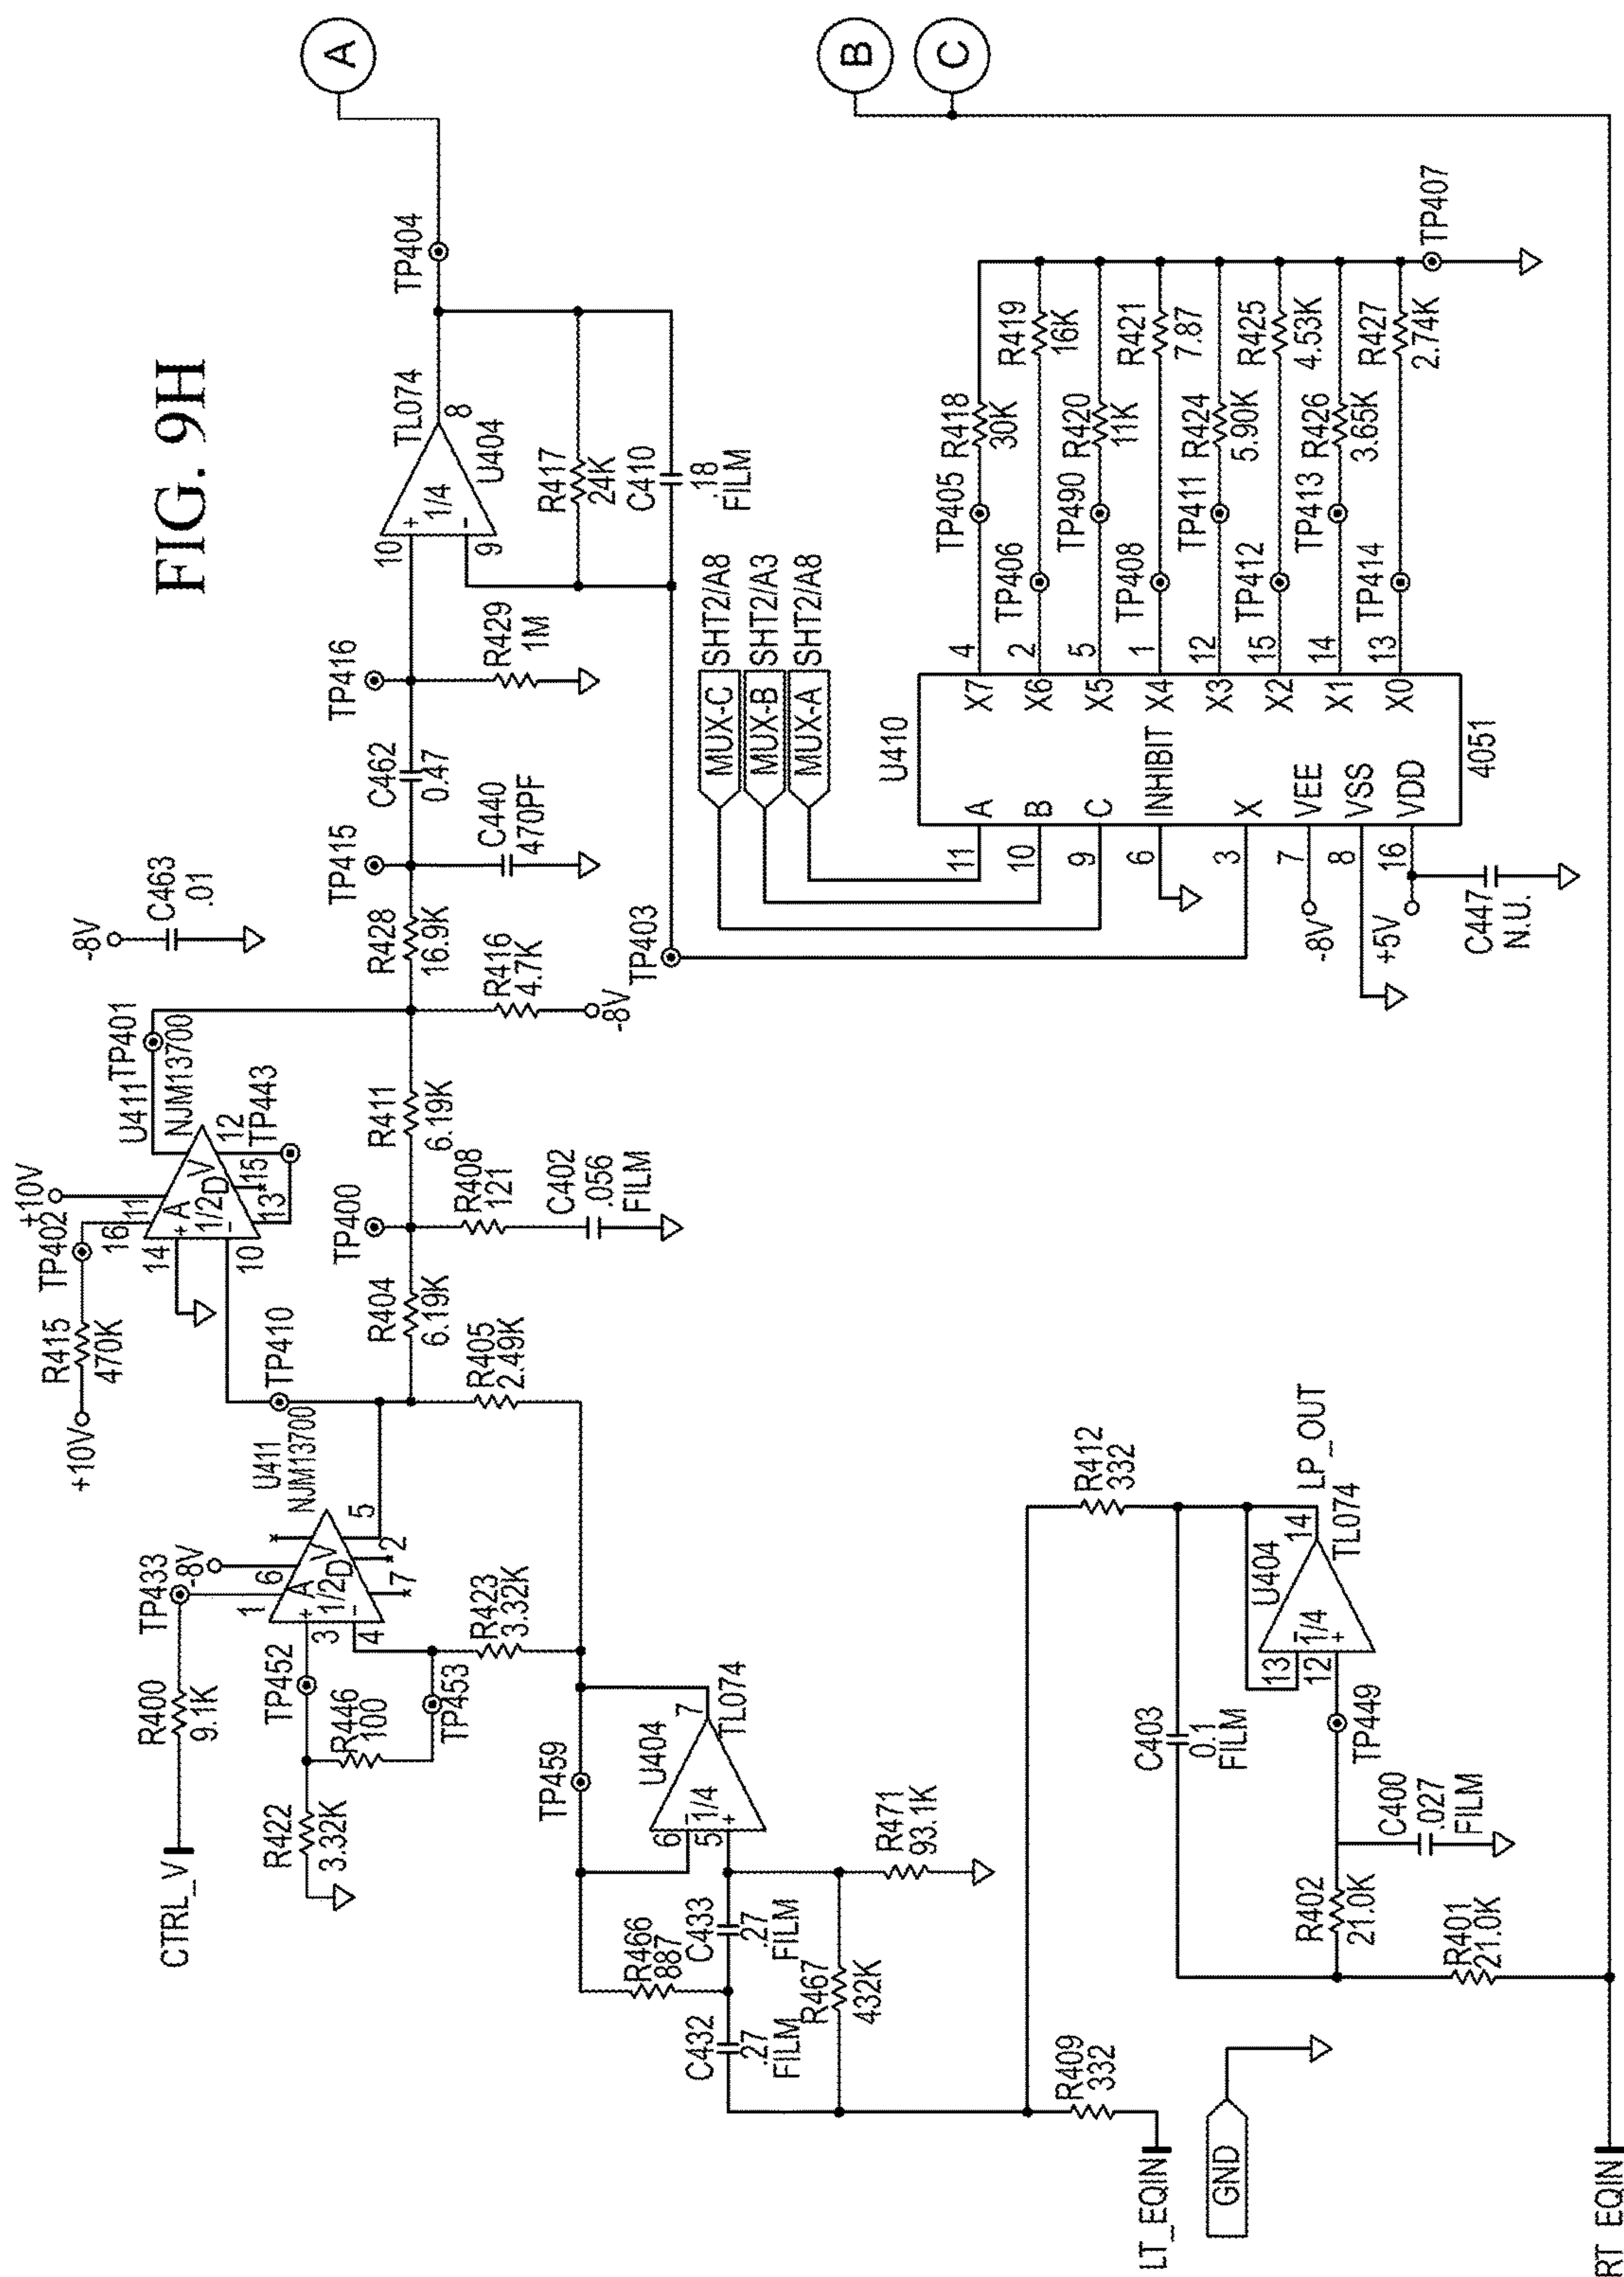 FIG. 9H
A
B
C
CTRL_V
R400
9.1K
TP433
-8V
1
6
A
1/2
D
V
+
-
3
4
5
2
7
U411
NJM13700
TP452
R446
100
TP453
R422
3.32K
R423
3.32K
TP410
+10V
R415
470K
TP402
+10V
16
11
A
1/2
D
V
+
-
14
10
15
13
12
TP443
U411
NJM13700
TP401
R404
6.19K
R405
2.49K
TP400
R408
121
C402
.056
FILM
R411
6.19K
-8V
C463
.01
R428
16.9K
R416
4.7K
-8V
TP415
C440
470PF
C462
0.47
TP416
R429
1M
10
9
+
1/4
-
8
U404
TL074
R417
24K
C410
.18
FILM
TP404
TP403
MUX-C
SHT2/A8
MUX-B
SHT2/A3
MUX-A
SHT2/A8
U410
4051
11
A
10
B
9
C
6
INHIBIT
3
X
7
VEE
8
VSS
16
VDD
-8V
+5V
C447
N.U.
X7
4
TP405
R418
30K
X6
2
TP406
R419
16K
X5
5
TP490
R420
11K
X4
1
TP408
R421
7.87
X3
12
TP411
R424
5.90K
X2
15
TP412
R425
4.53K
X1
14
TP413
R426
3.65K
X0
13
TP414
R427
2.74K
TP407
TP459
U404
6
5
-
1/4
+
7
TL074
R466
887
C433
.27
FILM
C432
.27
FILM
R467
432K
R471
93.1K
R409
332
LT_EQIN
GND
RT_EQIN
R412
332
C403
0.1
FILM
U404
13
12
-
1/4
+
14
TL074
LP_OUT
TP449
C400
.027
FILM
R402
21.0K
R401
21.0K